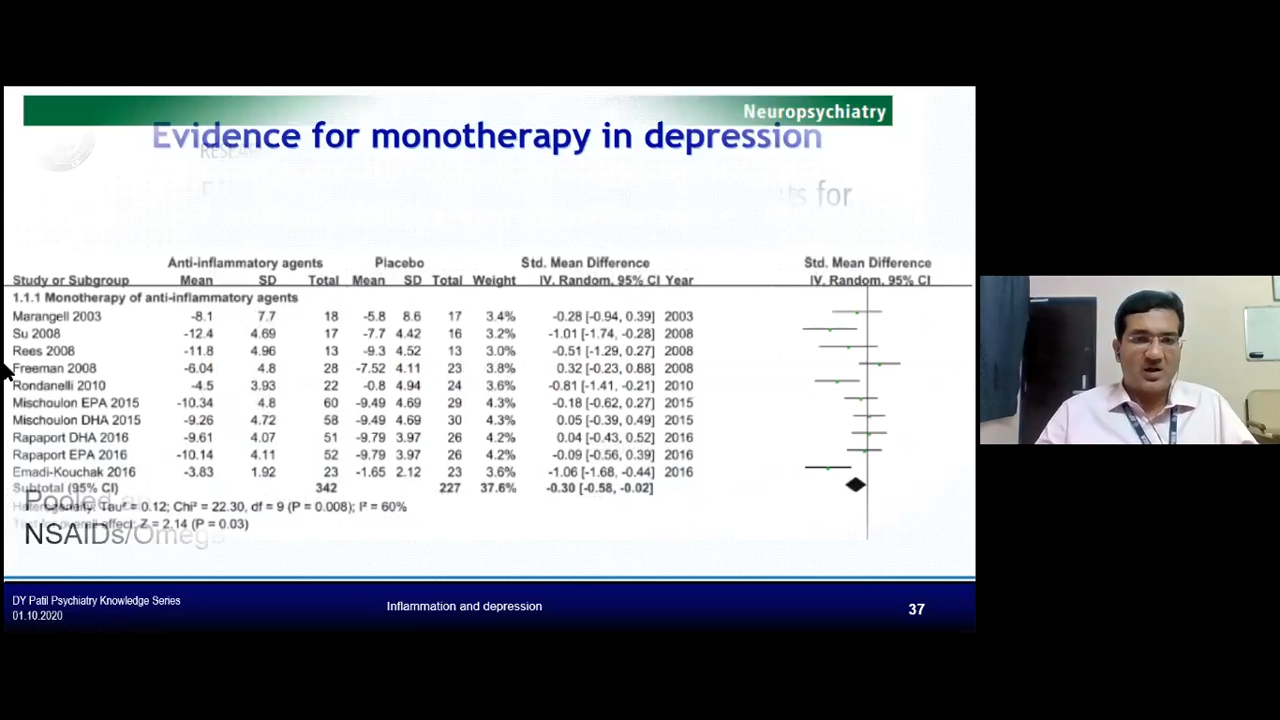 Neuropsychiatry
Evidence for monotherapy in depression
for
Anti-inflammatory agents Placebo Std. Mean Difference Std. Mean Difference
Study or Subgroup Mean SD Total Mean SD Total Weight IV. Random. 95% CI Year IV. Random. 95% CI
1.1.1 Monotherapy of anti-inflammatory agents
Marangell 2003 -8.1 7.7 18 -5.8 8.6 17 3.4% -0.28 [-0.94, 0.39] 2003
Su 2008 -12.4 4.69 17 -7.7 4.42 16 3.2% -1.01 [-1.74, -0.28] 2008
Rees 2008 -11.8 4.96 13 -9.3 4.52 13 3.0% -0.51 [-1.29, 0.27] 2008
Freeman 2008 -6.04 4.8 28 -7.52 4.11 23 3.8% 0.32 [-0.23, 0.88] 2008
Rondanelli 2010 -4.5 3.93 22 -0.8 4.94 24 3.6% -0.81 [-1.41, -0.21] 2010
Mischoulon EPA 2015 -10.34 4.8 60 -9.49 4.69 29 4.3% -0.18 [-0.62, 0.27] 2015
Mischoulon DHA 2015 -9.26 4.72 58 -9.49 4.69 30 4.3% 0.05 [-0.39, 0.49] 2015
Rapaport DHA 2016 -9.61 4.07 51 -9.79 3.97 26 4.2% 0.04 [-0.43, 0.52] 2016
Rapaport EPA 2016 -10.14 4.11 52 -9.79 3.97 26 4.2% -0.09 [-0.56, 0.39] 2016
Emadi-Kouchak 2016 -3.83 1.92 23 -1.65 2.12 23 3.6% -1.06 [-1.68, -0.44] 2016
Subtotal (95% CI) 342 227 37.6% -0.30 [-0.58, -0.02]
Heterogeneity: Tau² = 0.12; Chi² = 22.30, df = 9 (P = 0.008); I² = 60%
Pooled
Test for overall effect: Z = 2.14 (P = 0.03)
NSAIDs/Omega
DY Patil Psychiatry Knowledge Series
01.10.2020
Inflammation and depression
37